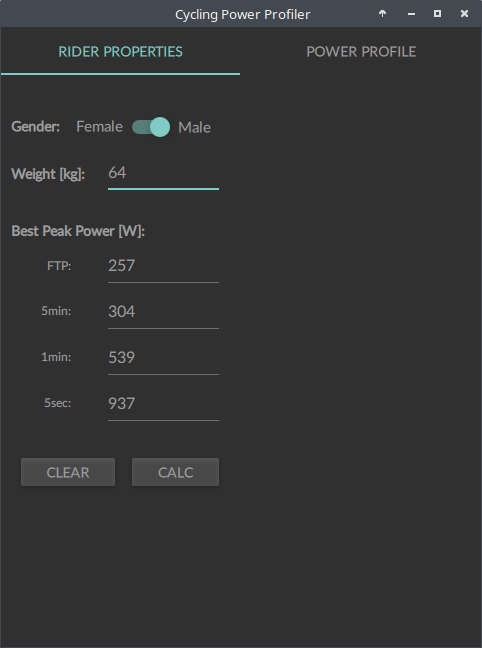 Cycling Power Profiler
RIDER PROPERTIES POWER PROFILE
Gender: Female Male
Weight [kg]: 64
Best Peak Power [W]:
FTP: 257
5min: 304
1min: 539
5sec: 937
CLEAR CALC